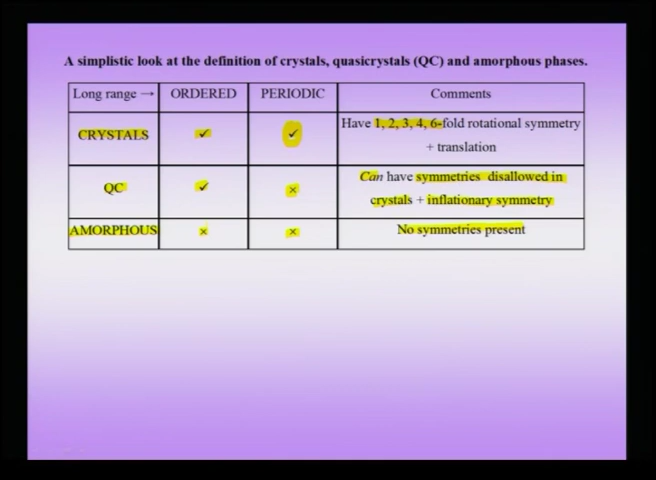 A simplistic look at the definition of crystals, quasicrystals (QC) and amorphous phases.
Long range → ORDERED PERIODIC Comments
CRYSTALS ✓ ✓ Have 1, 2, 3, 4, 6-fold rotational symmetry
+ translation
QC ✓ × Can have symmetries disallowed in
crystals + inflationary symmetry
AMORPHOUS × × No symmetries present